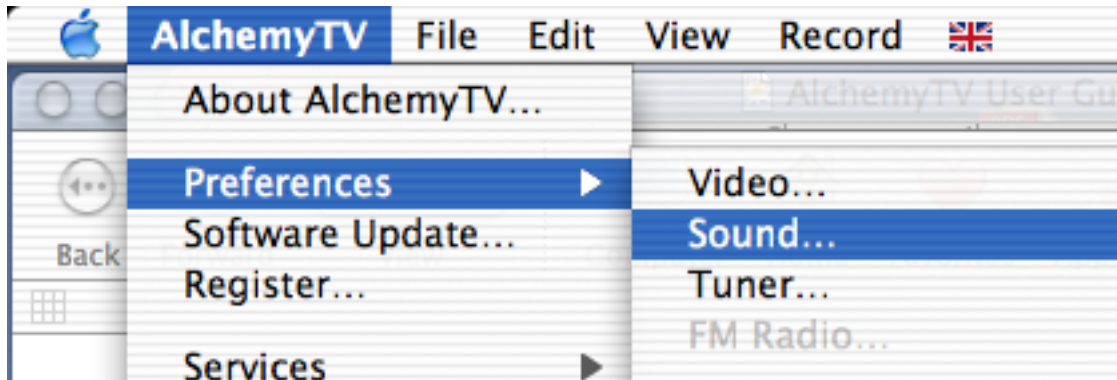 AlchemyTV File Edit View Record
AlchemyTV User Gu
About AlchemyTV...
Preferences
Video...
Software Update...
Sound...
Back
Register...
Tuner...
FM Radio...
Services